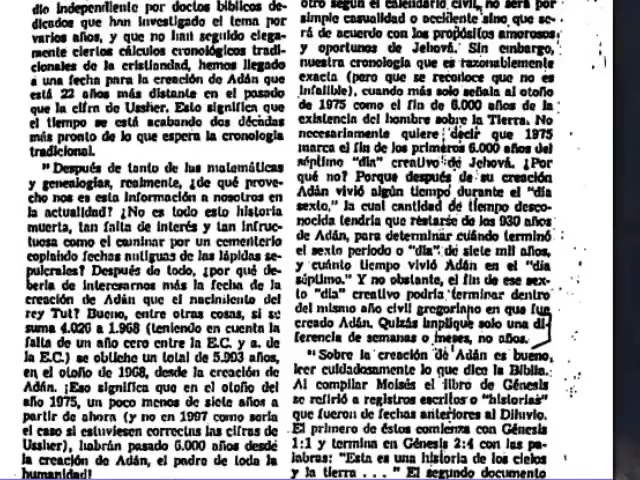 dio independiente por doctos bíblicos de-
dicados que han investigado el tema por
varios años, y que no han seguido ciega-
mente ciertos cálculos cronológicos tradi-
cionales de la cristiandad, hemos llegado
a una fecha para la creación de Adán que
está 22 años más distante en el pasado
que la cifra de Ussher. Esto significa que
el tiempo se está acabando dos décadas
más pronto de lo que espera la cronología
tradicional.
Después de tanto de las matemáticas
y genealogías, realmente, ¿de qué prove-
cho nos es esta información a nosotros en
la actualidad? ¿No es todo esto historia
muerta, tan falta de interés y tan infruc-
tuosa como el caminar por un cementerio
copiando fechas antiguas de las lápidas se-
pulcrales? Después de todo, ¿por qué de-
bería de interesarnos más la fecha de la
creación de Adán que el nacimiento del
rey Tut? Bueno, entre otras cosas, si se
suma 4.026 a 1.968 (teniendo en cuenta la
falta de un año cero entre la E.C. y a. de
la E.C.) se obtiene un total de 5.993 años,
en el otoño de 1968, desde la creación de
Adán. ¡Eso significa que en el otoño del
año 1975, un poco menos de siete años a
partir de ahora (y no en 1997 como sería
el caso si estuviesen correctas las cifras de
Ussher), habrán pasado 6.000 años desde
la creación de Adán, el padre de toda la
humanidad!
otro según el calendario civil, no será por
simple casualidad o accidente sino que se-
rá de acuerdo con los propósitos amorosos
y oportunos de Jehová. Sin embargo,
nuestra cronología que es razonablemente
exacta (pero que se reconoce que no es
infalible), cuando más solo señala al otoño
de 1975 como el fin de 6.000 años de la
existencia del hombre sobre la Tierra. No
necesariamente quiere decir que 1975
marca el fin de los primeros 6.000 años del
séptimo "día" creativo de Jehová. ¿Por
qué no? Porque después de su creación
Adán vivió algún tiempo durante el "día
sexto," la cual cantidad de tiempo desco-
nocida tendría que restarse de los 930 años
de Adán, para determinar cuándo terminó
el sexto período o "día" de siete mil años,
y cuánto tiempo vivió Adán en el "día
séptimo." Y no obstante, el fin de ese sex-
to "día" creativo podría terminar dentro
del mismo año civil gregoriano en que fue
creado Adán. Quizás implique solo una di-
ferencia de semanas o meses, no años.
Sobre la creación de Adán es bueno
leer cuidadosamente lo que dice la Biblia.
Al compilar Moisés el libro de Génesis
se refirió a registros escritos o "historias"
que fueron de fechas anteriores al Diluvio.
El primero de éstos comienza con Génesis
1:1 y termina en Génesis 2:4 con las pa-
labras: "Esta es una historia de los cielos
y la tierra . . . " El segundo documento